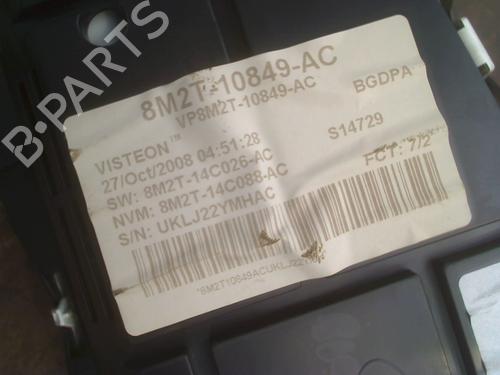 B-PARTS
8M2T-10849-AC
VP8M2T-10849-AC
BGDPA
VISTEON™
27/Oct/2008 04:51:28
S14729
SW: 8M2T-14C026-AC
NVM: 8M2T-14C088-AC
FCT: 7/2
S/N: UKLJ22YMHAC